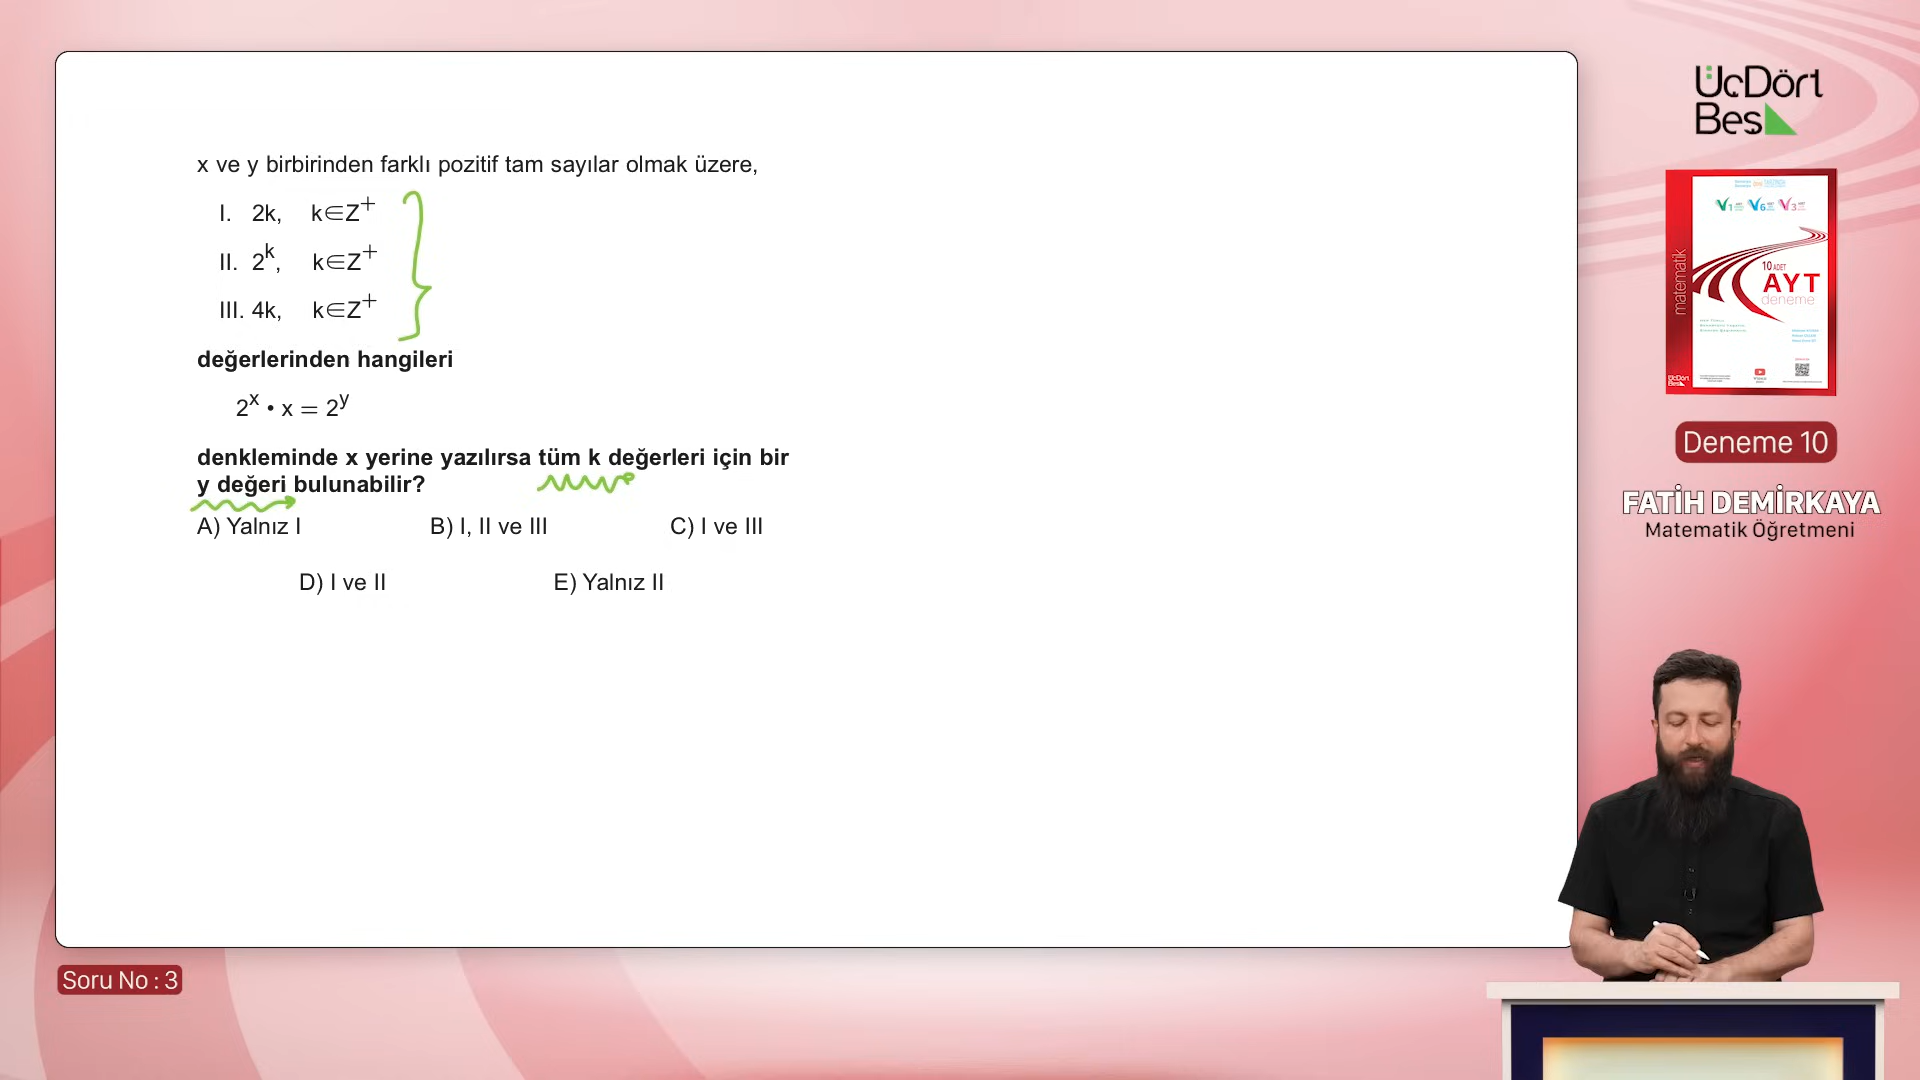 x ve y birbirinden farklı pozitif tam sayılar olmak üzere,
I. 2k, k∈Z⁺
II. 2ᵏ, k∈Z⁺
III. 4k, k∈Z⁺
değerlerinden hangileri
2ˣ • x = 2ʸ
denkleminde x yerine yazılırsa tüm k değerleri için bir
y değeri bulunabilir?
A) Yalnız I B) I, II ve III C) I ve III
D) I ve II E) Yalnız II
Soru No : 3
ÜçDört
Beş
matematik
10 ADET
AYT
deneme
ÜçDört
Beş
Deneme 10
FATİH DEMİRKAYA
Matematik Öğretmeni